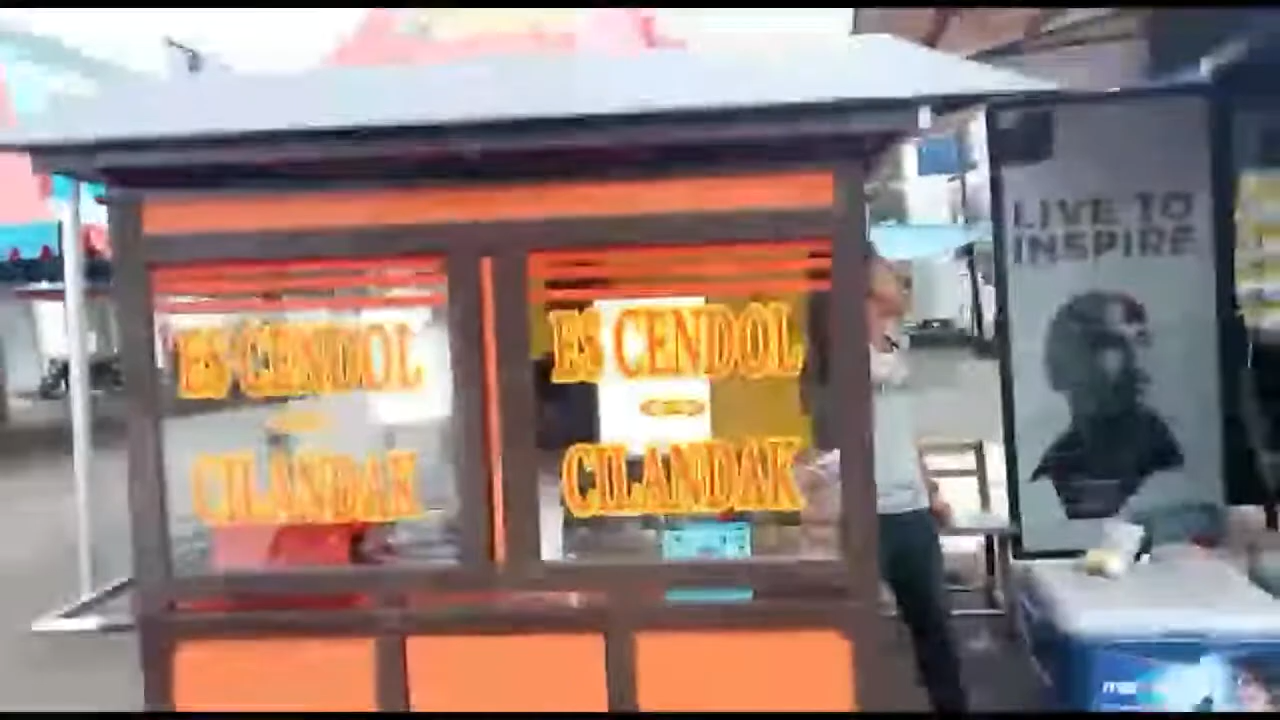 ES CENDOL
CILANDAK
ES CENDOL
CILANDAK
LIVE TO
INSPIRE